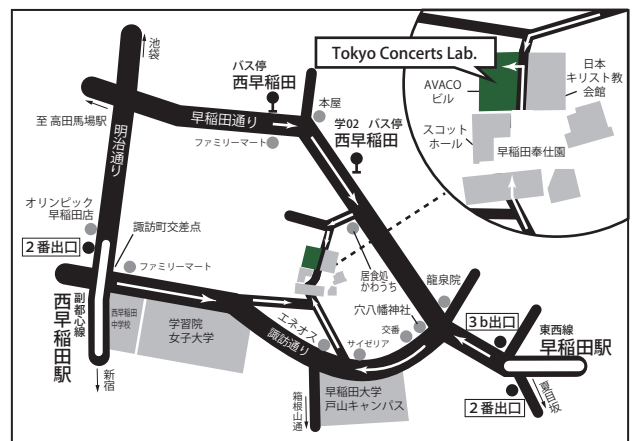 池袋
バス停
西早稲田
本屋
学02 バス停
西早稲田
至 高田馬場駅
早稲田通り
ファミリーマート
明治通り
Tokyo Concerts Lab.
AVACO
ビル
日本
キリスト教
会館
スコット
ホール
早稲田奉仕園
オリンピック
早稲田店
2番出口
諏訪町交差点
ファミリーマート
副都心線
西早稲田駅
新宿
西早稲田
中学校
学習院
女子大学
諏訪通り
エネオス
サイゼリア
居食処
かわうち
龍泉院
穴八幡神社
交番
3b出口
東西線
早稲田駅
2番出口
夏目坂
早稲田大学
戸山キャンパス
箱根山通